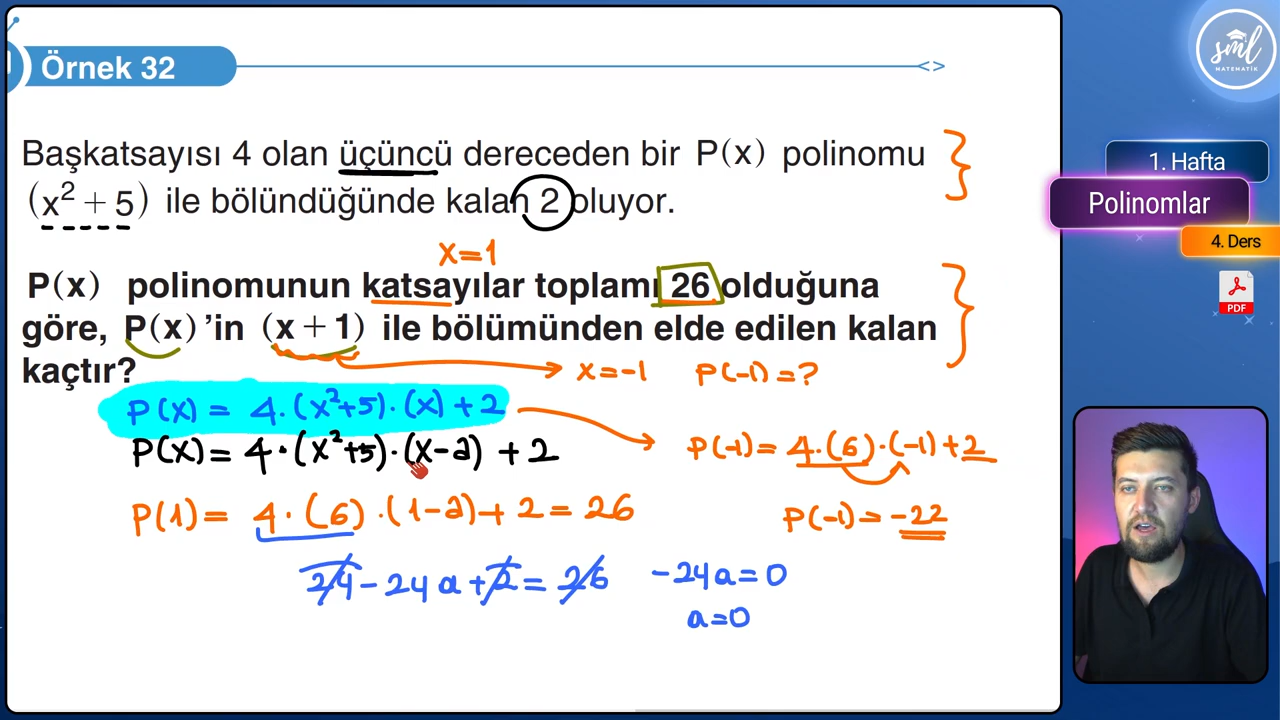 Örnek 32
Başkatsayısı 4 olan üçüncü dereceden bir P(x) polinomu
(x² + 5) ile bölündüğünde kalan 2 oluyor.
x=1
P(x) polinomunun katsayılar toplamı 26 olduğuna
göre, P(x)'in (x + 1) ile bölümünden elde edilen kalan
kaçtır?
x=-1 P(-1)=?
P(x) = 4.(x²+5).(x)+2
P(x)= 4.(x²+5).(x-a)+2
P(-1)= 4.(6).(-1)+2
P(1)= 4.(6).(1-a)+2=26
P(-1)=-22
24-24a+2=26 -24a=0
a=0
sml
MATEMATİK
1. Hafta
Polinomlar
4. Ders
PDF